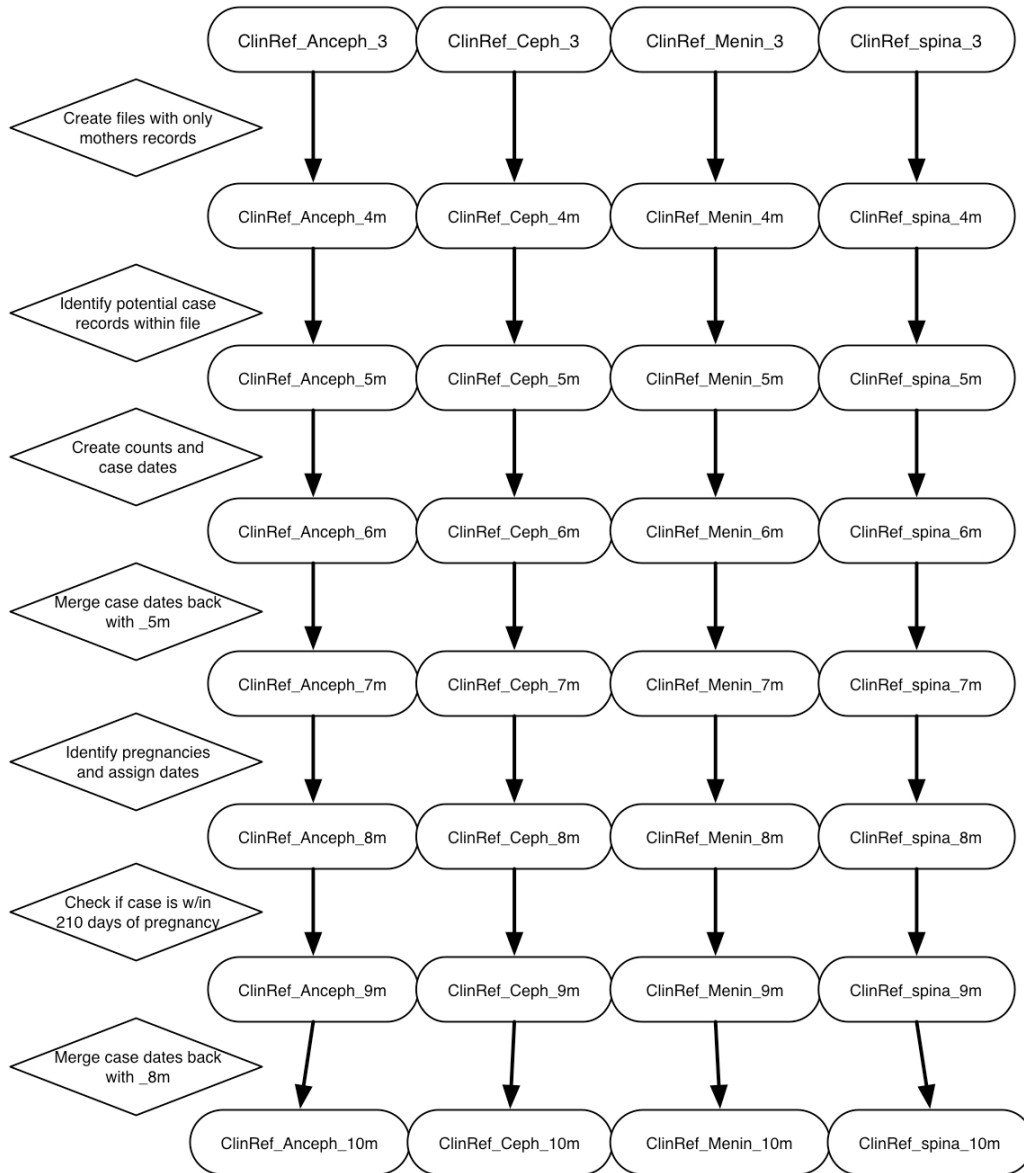 ClinRef_Anceph_3
ClinRef_Ceph_3
ClinRef_Menin_3
ClinRef_spina_3
Create files with only
mothers records
ClinRef_Anceph_4m
ClinRef_Ceph_4m
ClinRef_Menin_4m
ClinRef_spina_4m
Identify potential case
records within file
ClinRef_Anceph_5m
ClinRef_Ceph_5m
ClinRef_Menin_5m
ClinRef_spina_5m
Create counts and
case dates
ClinRef_Anceph_6m
ClinRef_Ceph_6m
ClinRef_Menin_6m
ClinRef_spina_6m
Merge case dates back
with _5m
ClinRef_Anceph_7m
ClinRef_Ceph_7m
ClinRef_Menin_7m
ClinRef_spina_7m
Identify pregnancies
and assign dates
ClinRef_Anceph_8m
ClinRef_Ceph_8m
ClinRef_Menin_8m
ClinRef_spina_8m
Check if case is w/in
210 days of pregnancy
ClinRef_Anceph_9m
ClinRef_Ceph_9m
ClinRef_Menin_9m
ClinRef_spina_9m
Merge case dates back
with _8m
ClinRef_Anceph_10m
ClinRef_Ceph_10m
ClinRef_Menin_10m
ClinRef_spina_10m